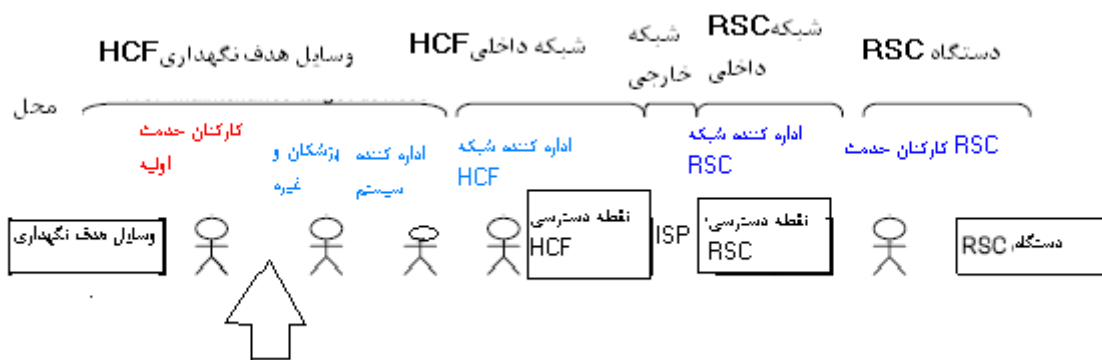 شبکه RSC
داخلی
شبکه
خارجی
دستگاه RSC
شبکه داخلی HCF
وسایل هدف نگهداری HCF
محل
کارکنان خدمت
اولیه
پزشکان و
غیره
اداره کننده
سیستم
اداره کننده شبکه
HCF
اداره کننده شبکه
RSC
کارکنان خدمت RSC
وسایل هدف نگهداری
نقطه دسترسی
HCF
ISP
نقطه دسترسی
RSC
دستگاه RSC